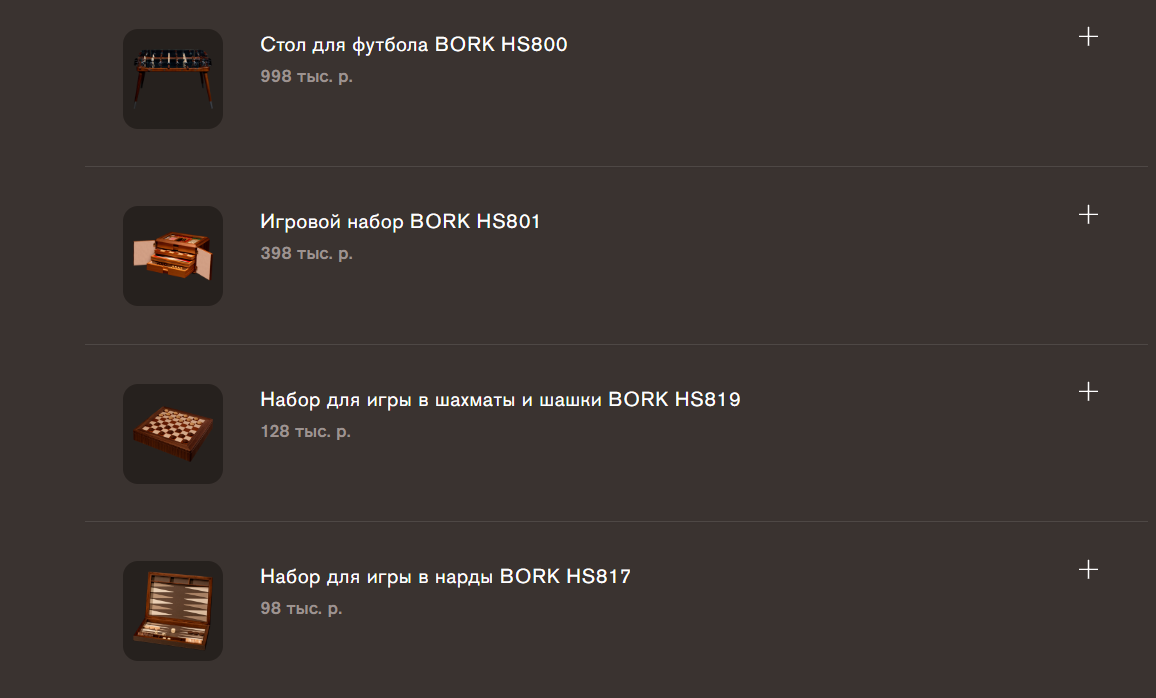 Стол для футбола BORK HS800
998 тыс. р.
Игровой набор BORK HS801
398 тыс. р.
Набор для игры в шахматы и шашки BORK HS819
128 тыс. р.
Набор для игры в нарды BORK HS817
98 тыс. р.